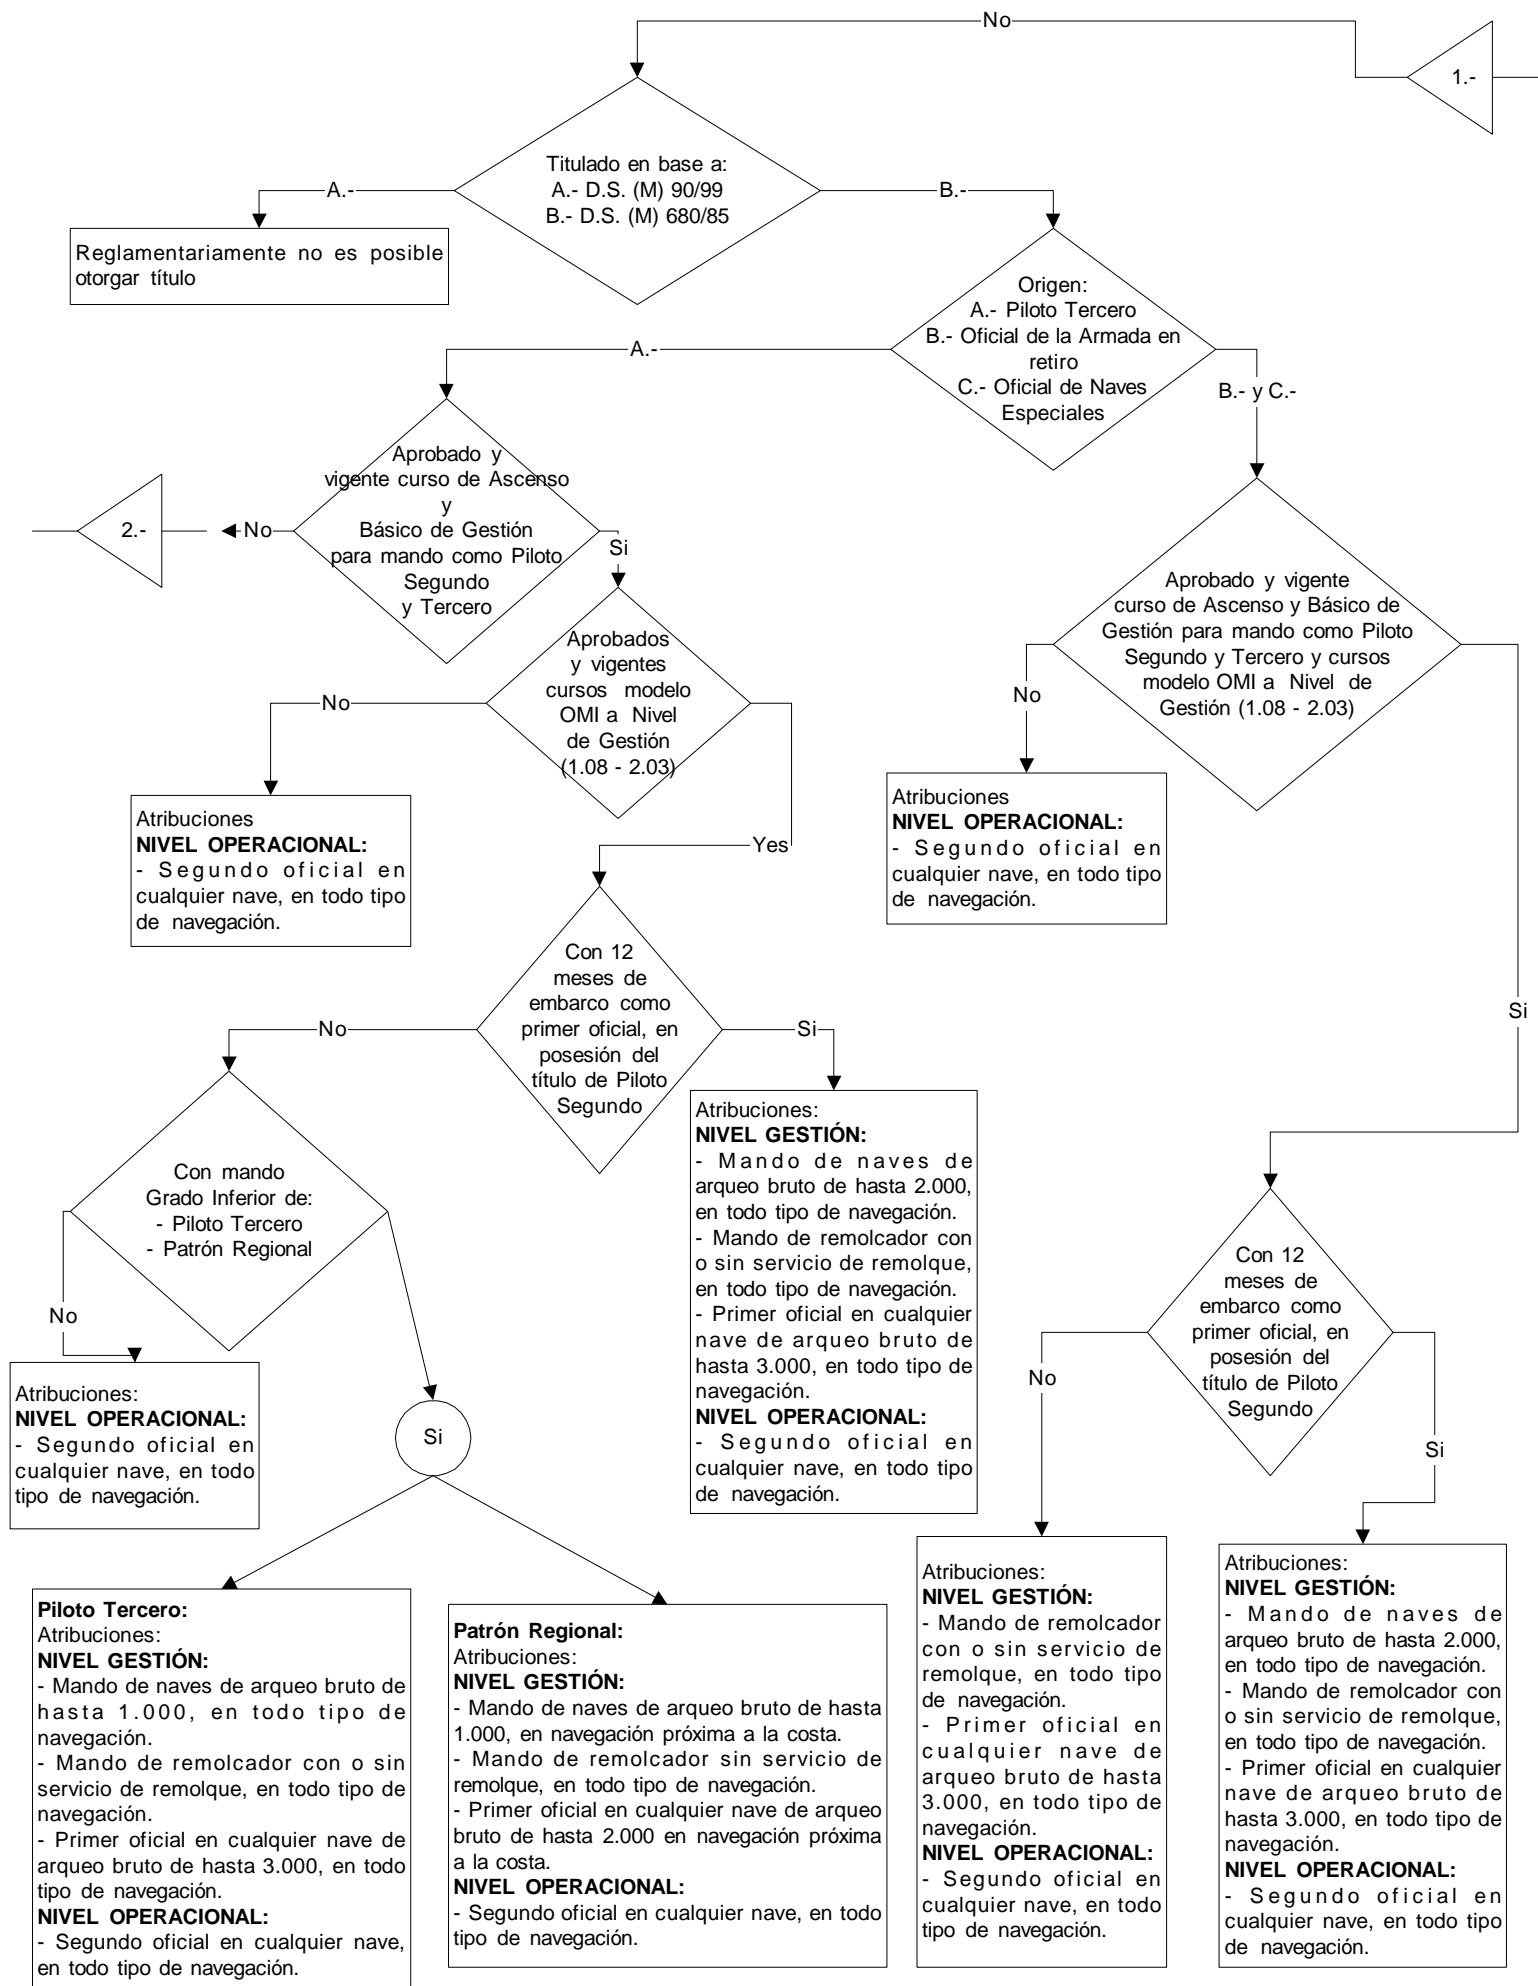 No
1.-
Titulado en base a:
A.- D.S. (M) 90/99
B.- D.S. (M) 680/85
A.-
B.-
Reglamentariamente no es posible
otorgar título
Origen:
A.- Piloto Tercero
B.- Oficial de la Armada en
retiro
C.- Oficial de Naves
Especiales
A.-
B.- y C.-
Aprobado y
vigente curso de Ascenso
y
Básico de Gestión
para mando como Piloto
Segundo
y Tercero
2.-
No
Si
Aprobados
y vigentes
cursos modelo
OMI a Nivel
de Gestión
(1.08 - 2.03)
No
Yes
Aprobado y vigente
curso de Ascenso y Básico de
Gestión para mando como Piloto
Segundo y Tercero y cursos
modelo OMI a Nivel de
Gestión (1.08 - 2.03)
No
Si
Atribuciones
NIVEL OPERACIONAL:
- Segundo oficial en
cualquier nave, en todo tipo
de navegación.
Atribuciones
NIVEL OPERACIONAL:
- Segundo oficial en
cualquier nave, en todo tipo
de navegación.
Con 12
meses de
embarco como
primer oficial, en
posesión del
título de Piloto
Segundo
No
Si
Con mando
Grado Inferior de:
- Piloto Tercero
- Patrón Regional
No
Si
Atribuciones:
NIVEL GESTIÓN:
- Mando de naves de
arqueo bruto de hasta 2.000,
en todo tipo de navegación.
- Mando de remolcador con
o sin servicio de remolque,
en todo tipo de navegación.
- Primer oficial en cualquier
nave de arqueo bruto de
hasta 3.000, en todo tipo de
navegación.
NIVEL OPERACIONAL:
- Segundo oficial en
cualquier nave, en todo tipo
de navegación.
Con 12
meses de
embarco como
primer oficial, en
posesión del
título de Piloto
Segundo
No
Si
Atribuciones:
NIVEL OPERACIONAL:
- Segundo oficial en
cualquier nave, en todo
tipo de navegación.
Piloto Tercero:
Atribuciones:
NIVEL GESTIÓN:
- Mando de naves de arqueo bruto de
hasta 1.000, en todo tipo de
navegación.
- Mando de remolcador con o sin
servicio de remolque, en todo tipo de
navegación.
- Primer oficial en cualquier nave de
arqueo bruto de hasta 3.000, en todo
tipo de navegación.
NIVEL OPERACIONAL:
- Segundo oficial en cualquier nave,
en todo tipo de navegación.
Patrón Regional:
Atribuciones:
NIVEL GESTIÓN:
- Mando de naves de arqueo bruto de hasta
1.000, en navegación próxima a la costa.
- Mando de remolcador sin servicio de
remolque, en todo tipo de navegación.
- Primer oficial en cualquier nave de arqueo
bruto de hasta 2.000 en navegación próxima
a la costa.
NIVEL OPERACIONAL:
- Segundo oficial en cualquier nave, en todo
tipo de navegación.
Atribuciones:
NIVEL GESTIÓN:
- Mando de remolcador
con o sin servicio de
remolque, en todo tipo
de navegación.
- Primer oficial en
cualquier nave de
arqueo bruto de hasta
3.000, en todo tipo de
navegación.
NIVEL OPERACIONAL:
- Segundo oficial en
cualquier nave, en todo
tipo de navegación.
Atribuciones:
NIVEL GESTIÓN:
- Mando de naves de
arqueo bruto de hasta 2.000,
en todo tipo de navegación.
- Mando de remolcador con
o sin servicio de remolque,
en todo tipo de navegación.
- Primer oficial en cualquier
nave de arqueo bruto de
hasta 3.000, en todo tipo de
navegación.
NIVEL OPERACIONAL:
- Segundo oficial en
cualquier nave, en todo tipo
de navegación.